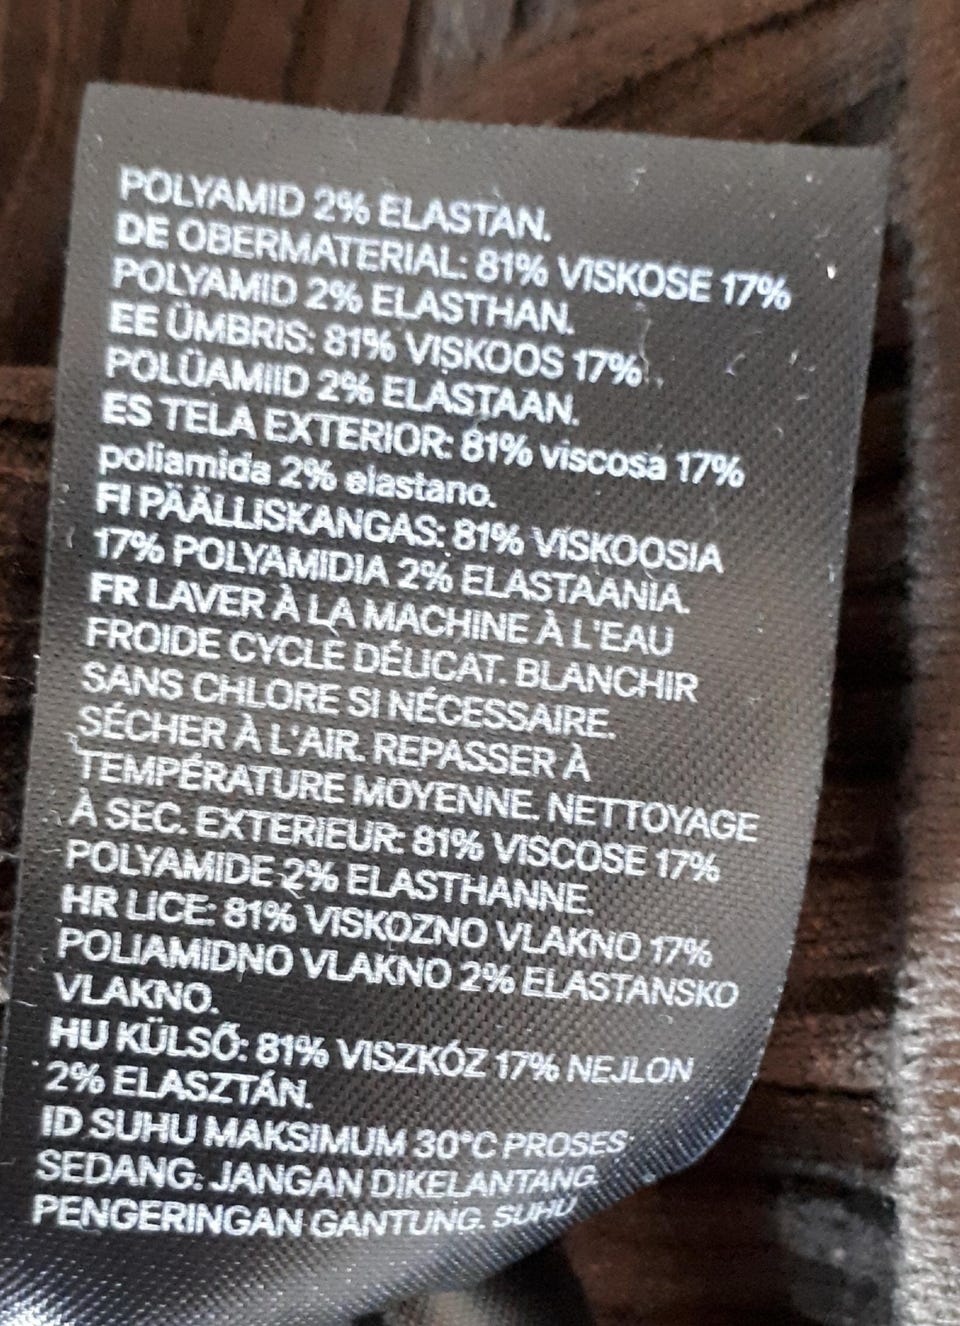 POLYAMID 2% ELASTAN.
DE OBERMATERIAL: 81% VISKOSE 17%
POLYAMID 2% ELASTHAN.
EE ÜMBRIS: 81% VISKOOS 17%
POLÜAMIID 2% ELASTAAN.
ES TELA EXTERIOR: 81% viscosa 17%
poliamida 2% elastano.
FI PÄÄLLISKANGAS: 81% VISKOOSIA
17% POLYAMIDIA 2% ELASTAANIA.
FR LAVER À LA MACHINE À L'EAU
FROIDE CYCLE DÉLICAT. BLANCHIR
SANS CHLORE SI NÉCESSAIRE.
SÉCHER À L'AIR. REPASSER À
TEMPÉRATURE MOYENNE. NETTOYAGE
À SEC. EXTERIEUR: 81% VISCOSE 17%
POLYAMIDE 2% ELASTHANNE.
HR LICE: 81% VISKOZNO VLAKNO 17%
POLIAMIDNO VLAKNO 2% ELASTANSKO
VLAKNO.
HU KÜLSŐ: 81% VISZKÓZ 17% NEJLON
2% ELASZTÁN.
ID SUHU MAKSIMUM 30°C PROSES
SEDANG. JANGAN DIKELANTANG.
PENGERINGAN GANTUNG. SUHU